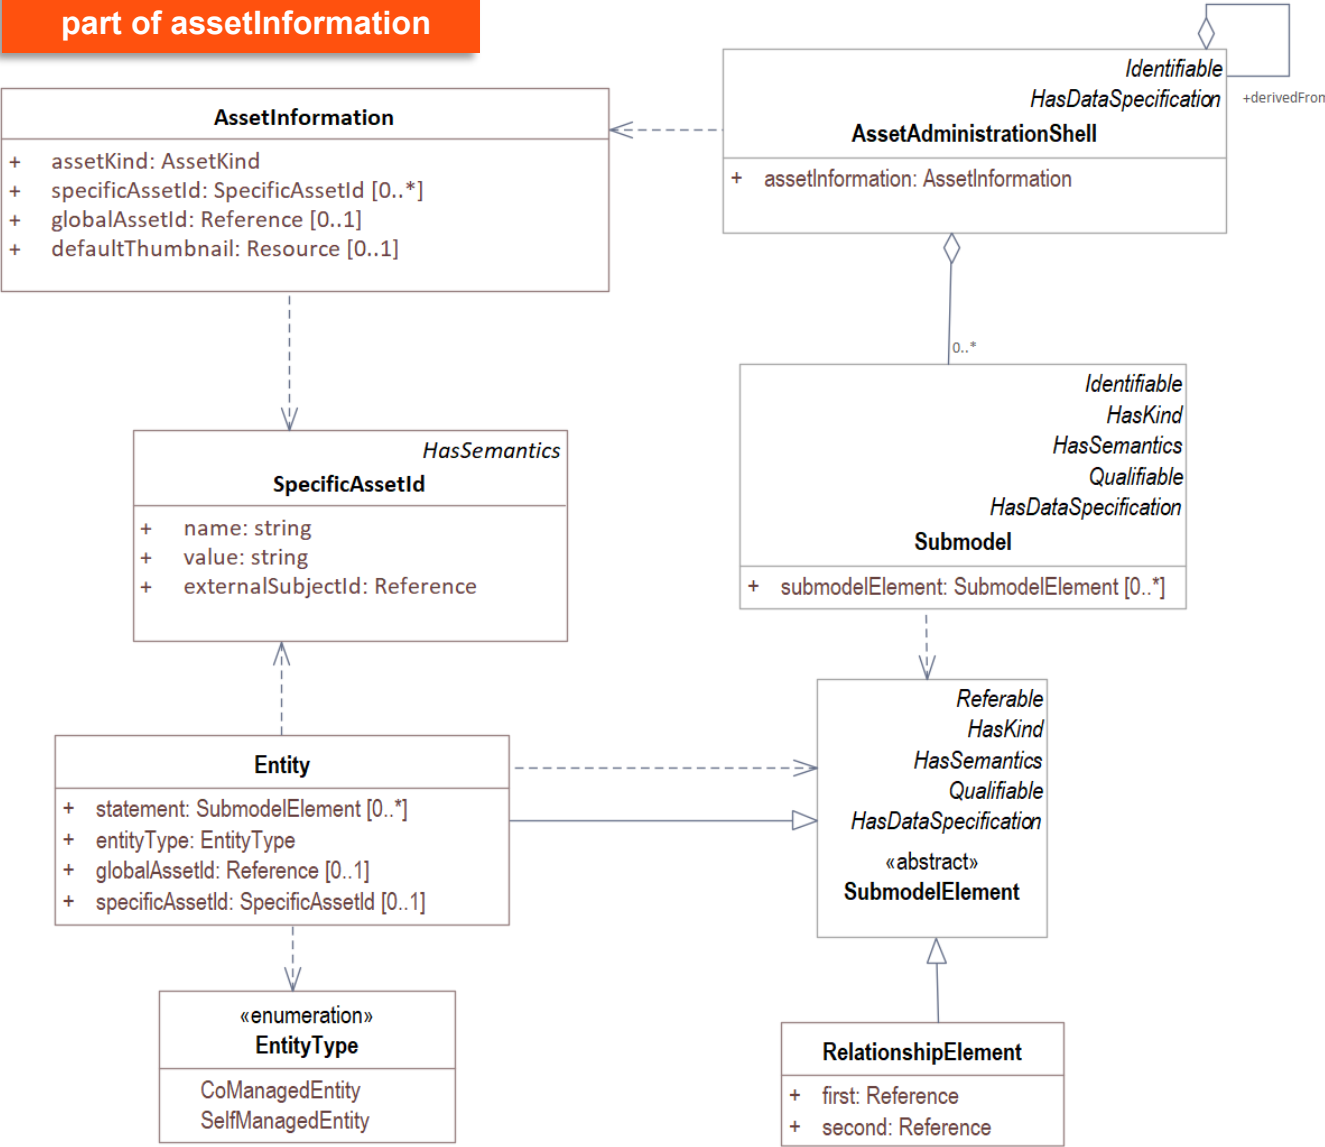 part of assetInformation
AssetInformation
+ assetKind: AssetKind
+ specificAssetId: SpecificAssetId [0..*]
+ globalAssetId: Reference [0..1]
+ defaultThumbnail: Resource [0..1]
Identifiable
HasDataSpecification
AssetAdministrationShell
+ assetInformation: AssetInformation
+derivedFrom
0..*
HasSemantics
SpecificAssetId
+ name: string
+ value: string
+ externalSubjectId: Reference
Identifiable
HasKind
HasSemantics
Qualifiable
HasDataSpecification
Submodel
+ submodelElement: SubmodelElement [0..*]
Entity
+ statement: SubmodelElement [0..*]
+ entityType: EntityType
+ globalAssetId: Reference [0..1]
+ specificAssetId: SpecificAssetId [0..1]
Referable
HasKind
HasSemantics
Qualifiable
HasDataSpecification
«abstract»
SubmodelElement
«enumeration»
EntityType
CoManagedEntity
SelfManagedEntity
RelationshipElement
+ first: Reference
+ second: Reference